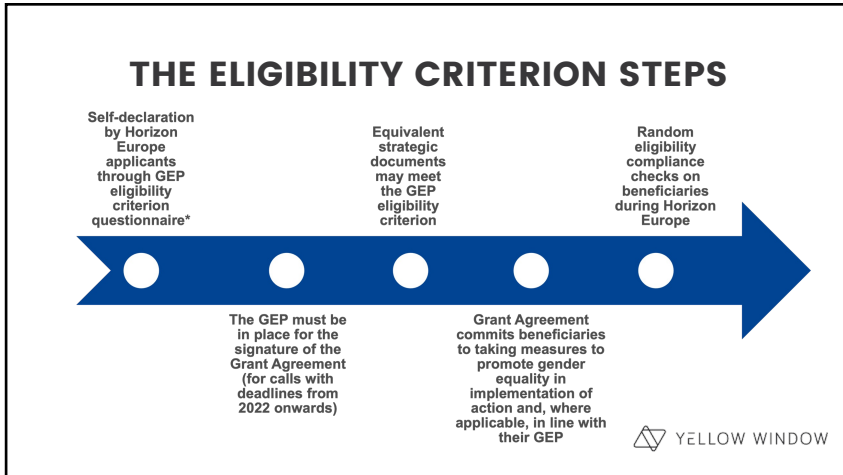 THE ELIGIBILITY CRITERION STEPS
Self-declaration
by Horizon
Europe
applicants
through GEP
eligibility
criterion
questionnaire*
The GEP must be
in place for the
signature of the
Grant Agreement
(for calls with
deadlines from
2022 onwards)
Equivalent
strategic
documents
may meet
the GEP
eligibility
criterion
Grant Agreement
commits beneficiaries
to taking measures to
promote gender
equality in
implementation of
action and, where
applicable, in line with
their GEP
Random
eligibility
compliance
checks on
beneficiaries
during Horizon
Europe
YELLOW WINDOW